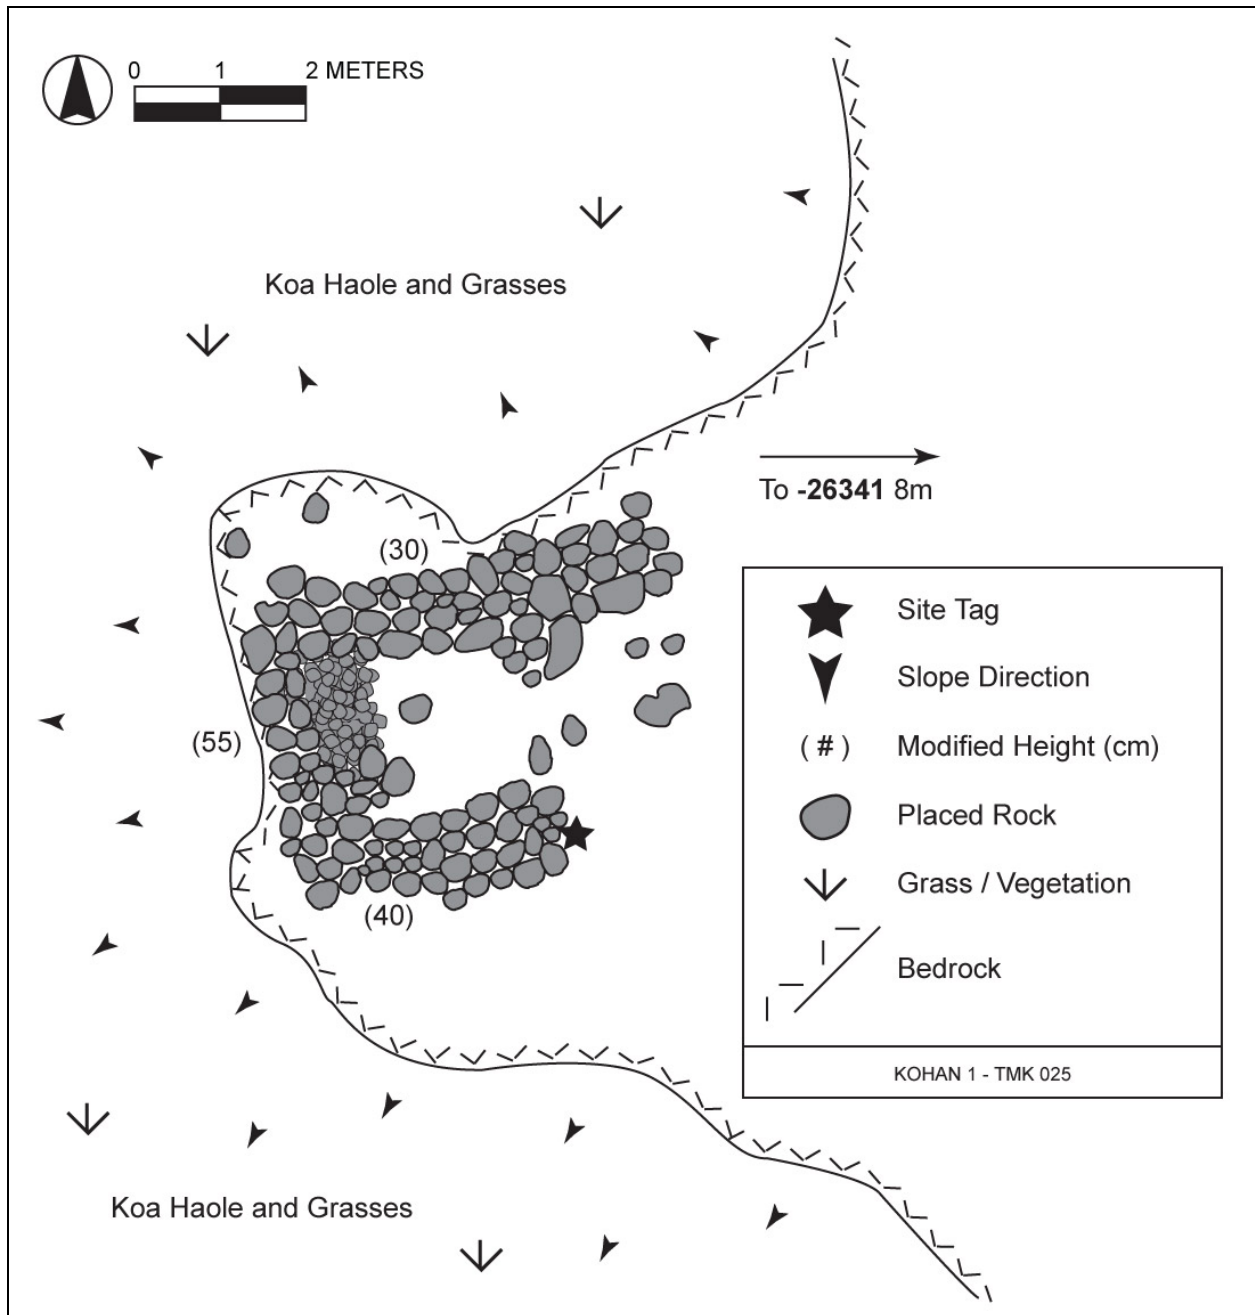 0 1 2 METERS
Koa Haole and Grasses
To -26341 8m
(30)
(55)
(40)
Site Tag
Slope Direction
( # ) Modified Height (cm)
Placed Rock
Grass / Vegetation
Bedrock
KOHAN 1 - TMK 025
Koa Haole and Grasses